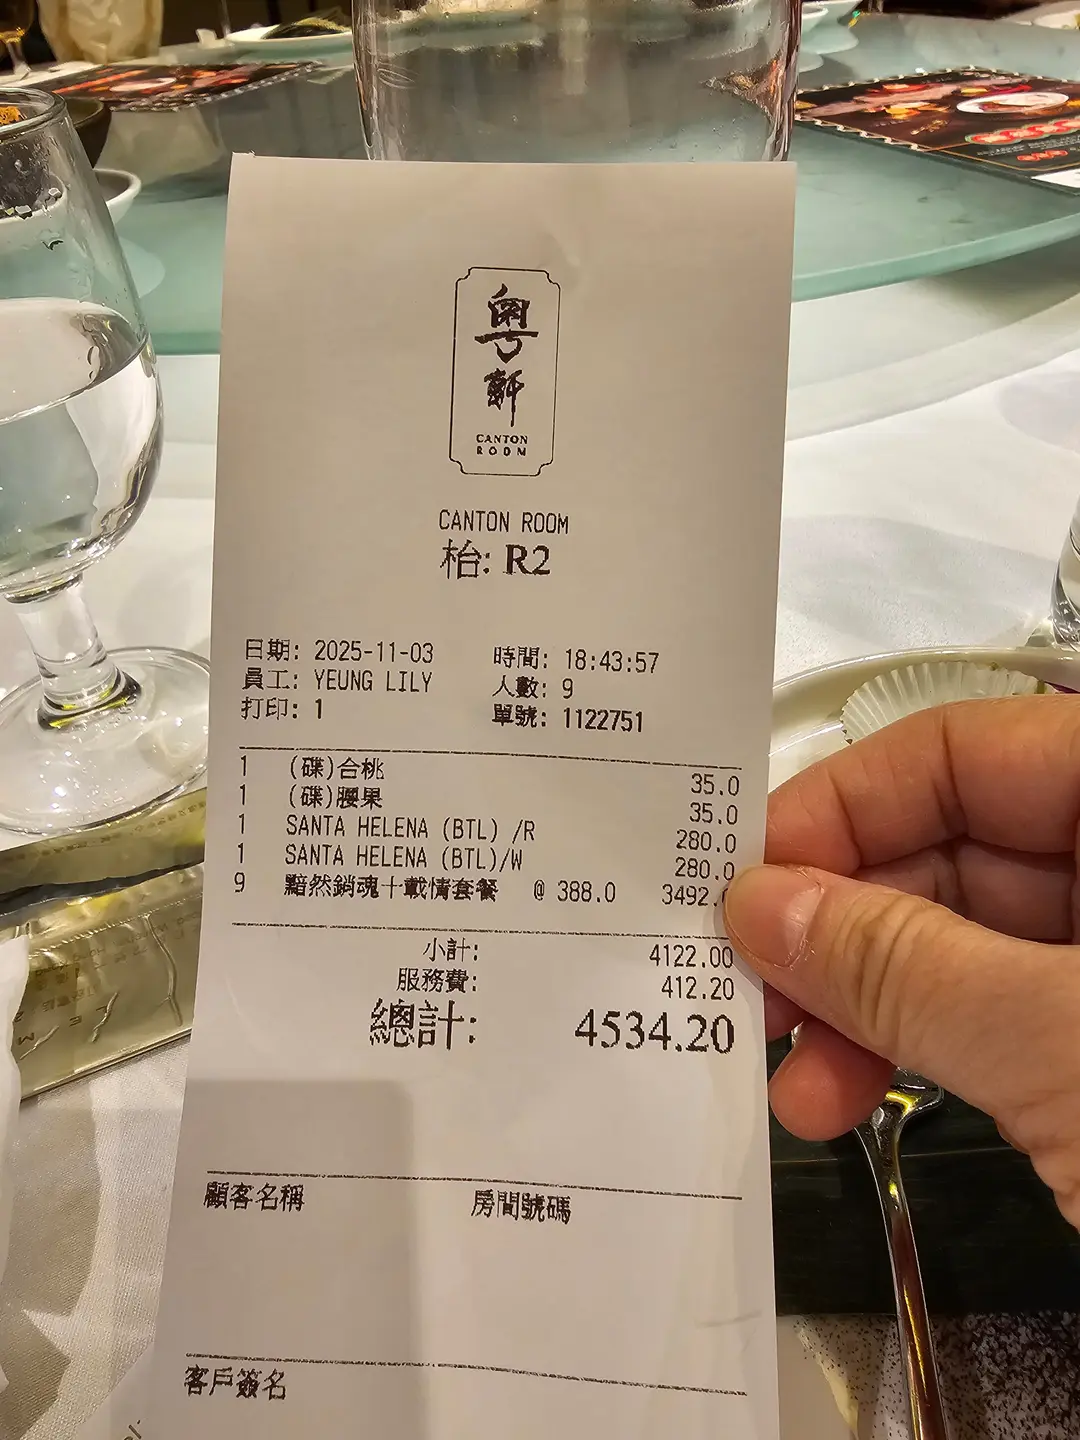 粵軒
CANTON
ROOM
CANTON ROOM
枱: R2
日期: 2025-11-03 時間: 18:43:57
員工: YEUNG LILY 人數: 9
打印: 1 單號: 1122751
1 (碟)合桃 35.0
1 (碟)腰果 35.0
1 SANTA HELENA (BTL) /R 280.0
1 SANTA HELENA (BTL)/W 280.0
9 黯然銷魂十載情套餐 @ 388.0 3492.
小計: 4122.00
服務費: 412.20
總計: 4534.20
顧客名稱 房間號碼
客戶簽名